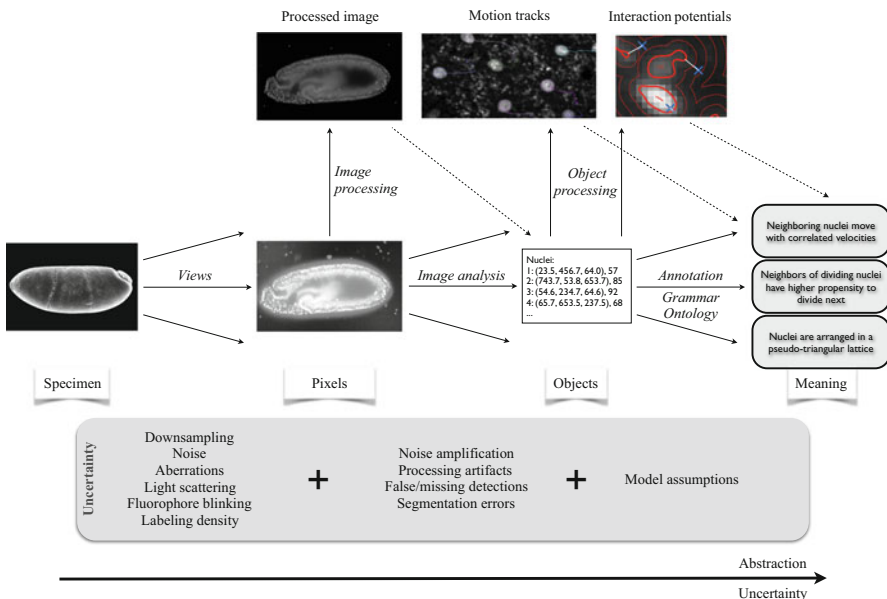 Processed image
Motion tracks
Interaction potentials
Image
processing
Object
processing
Views
Image analysis
Nuclei:
1: (23.5, 456.7, 64.0), 57
2: (743.7, 53.8, 653.7), 85
3: (54.6, 234.7, 64.6), 92
4: (65.7, 653.5, 237.5), 68
...
Annotation
Grammar
Ontology
Neighboring nuclei move
with correlated velocities
Neighbors of dividing nuclei
have higher propensity to
divide next
Nuclei are arranged in a
pseudo-triangular lattice
Specimen
Pixels
Objects
Meaning
Uncertainty
Downsampling
Noise
Aberrations
Light scattering
Fluorophore blinking
Labeling density
+
Noise amplification
Processing artifacts
False/missing detections
Segmentation errors
+
Model assumptions
Abstraction
Uncertainty